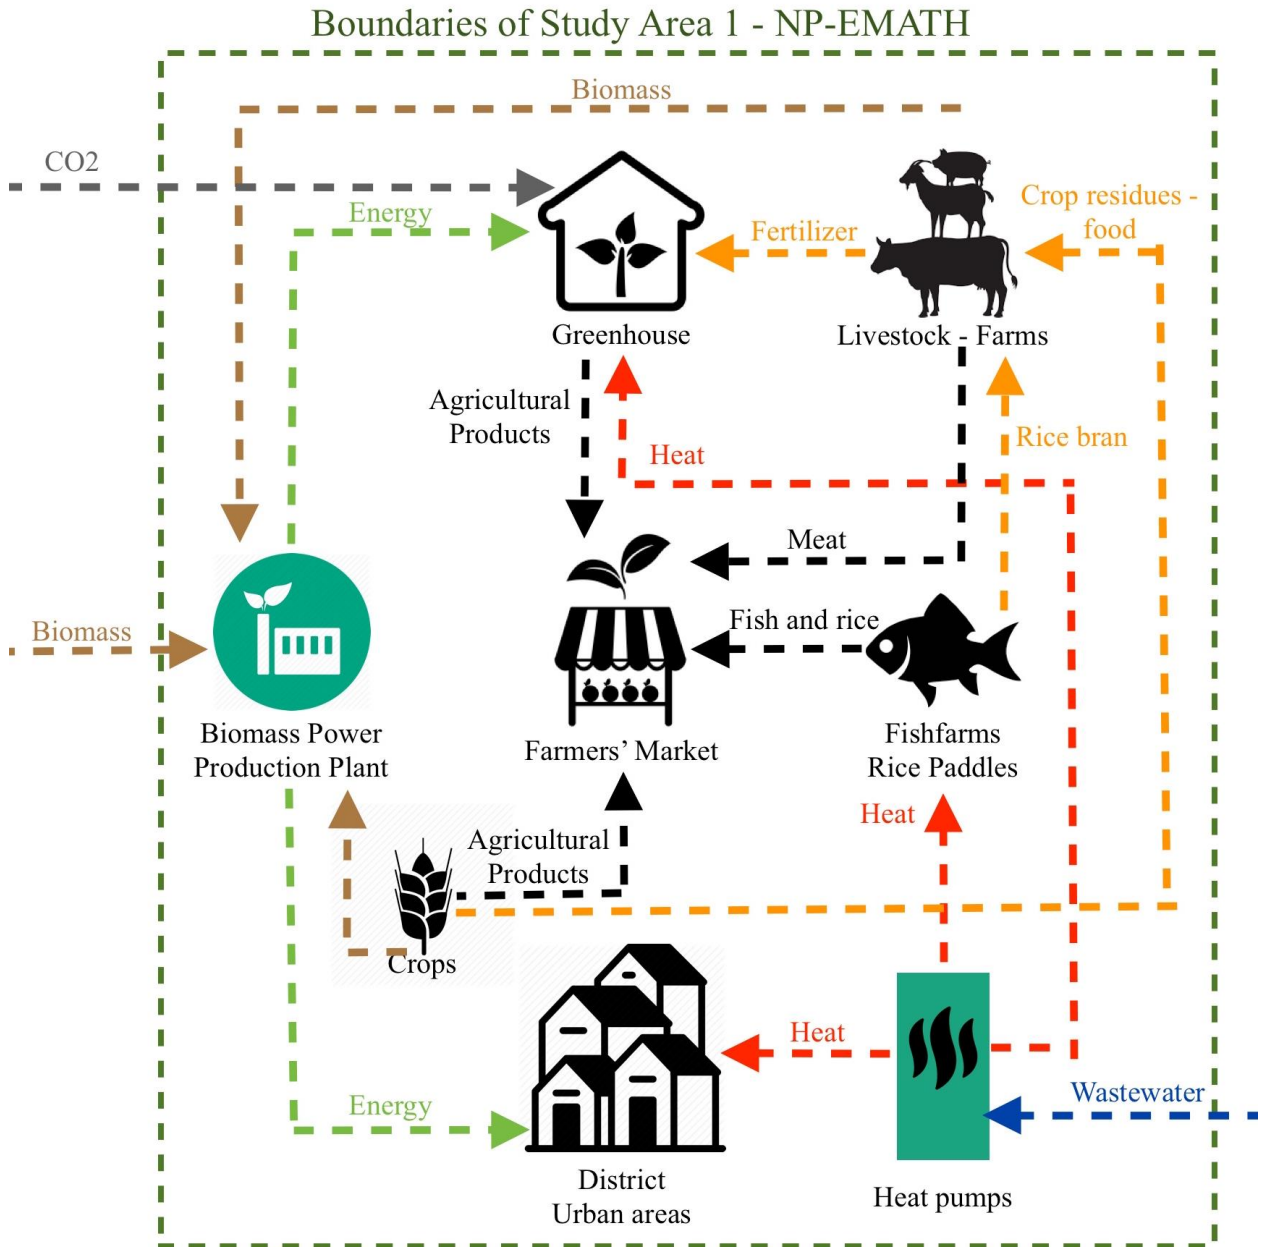 Boundaries of Study Area 1 - NP-EMATH
Biomass
CO2
Energy
Fertilizer
Crop residues -
food
Greenhouse
Livestock - Farms
Agricultural
Products
Heat
Rice bran
Meat
Fish and rice
Biomass
Biomass Power
Production Plant
Farmers’ Market
Fishfarms
Rice Paddles
Heat
Agricultural
Products
Crops
Heat
Wastewater
Energy
District
Urban areas
Heat pumps